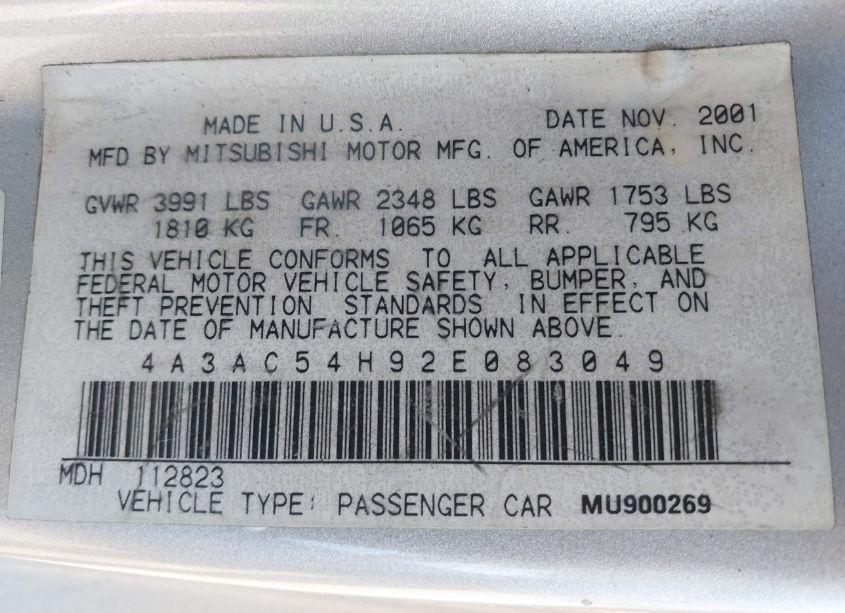 MADE IN U.S.A. DATE NOV. 2001
MFD BY MITSUBISHI MOTOR MFG. OF AMERICA, INC.
GVWR 3991 LBS GAWR 2348 LBS GAWR 1753 LBS
1810 KG FR. 1065 KG RR. 795 KG
THIS VEHICLE CONFORMS TO ALL APPLICABLE
FEDERAL MOTOR VEHICLE SAFETY, BUMPER, AND
THEFT PREVENTION STANDARDS IN EFFECT ON
THE DATE OF MANUFACTURE SHOWN ABOVE.
4A3AC54H92E083049
MDH 112823
VEHICLE TYPE: PASSENGER CAR MU900269